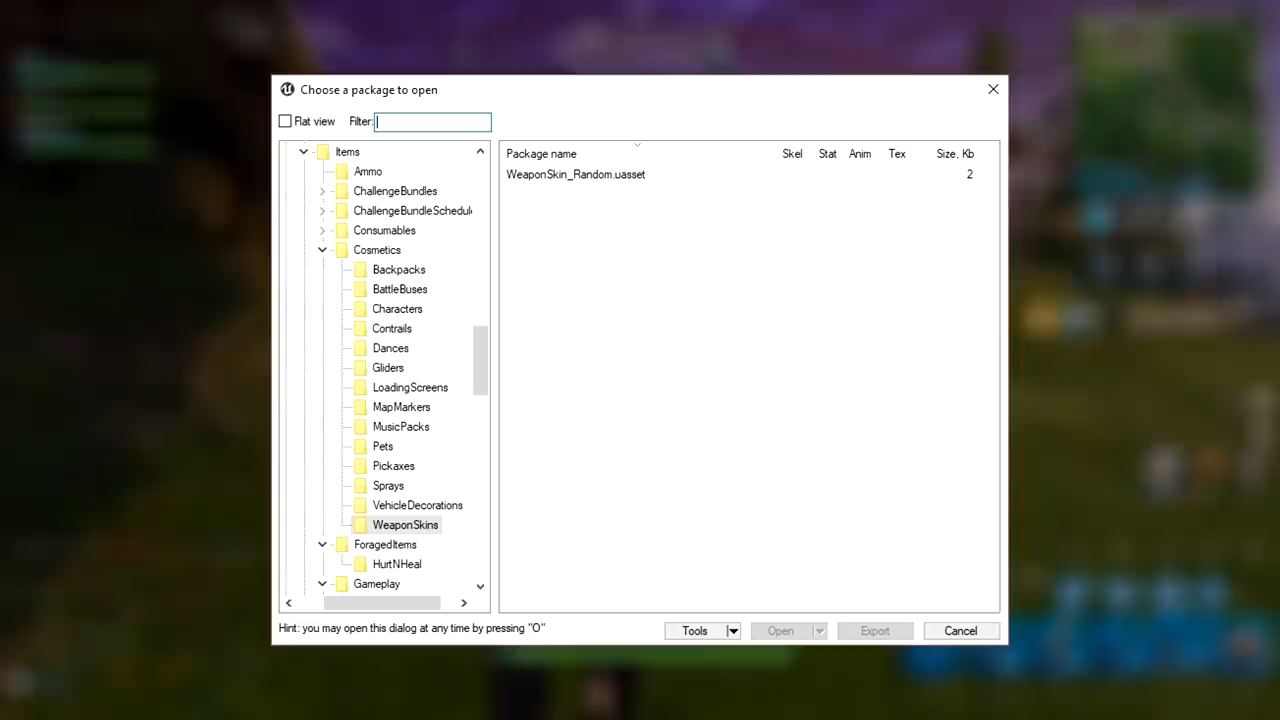 Choose a package to open
Flat view Filter:
Items
Ammo
ChallengeBundles
ChallengeBundleSchedul
Consumables
Cosmetics
Backpacks
BattleBuses
Characters
Contrails
Dances
Gliders
LoadingScreens
MapMarkers
MusicPacks
Pets
Pickaxes
Sprays
VehicleDecorations
WeaponSkins
ForagedItems
HurtNHeal
Gameplay
Package name Skel Stat Anim Tex Size, Kb
WeaponSkin_Random.uasset 2
Hint: you may open this dialog at any time by pressing "O"
Tools Open Export Cancel